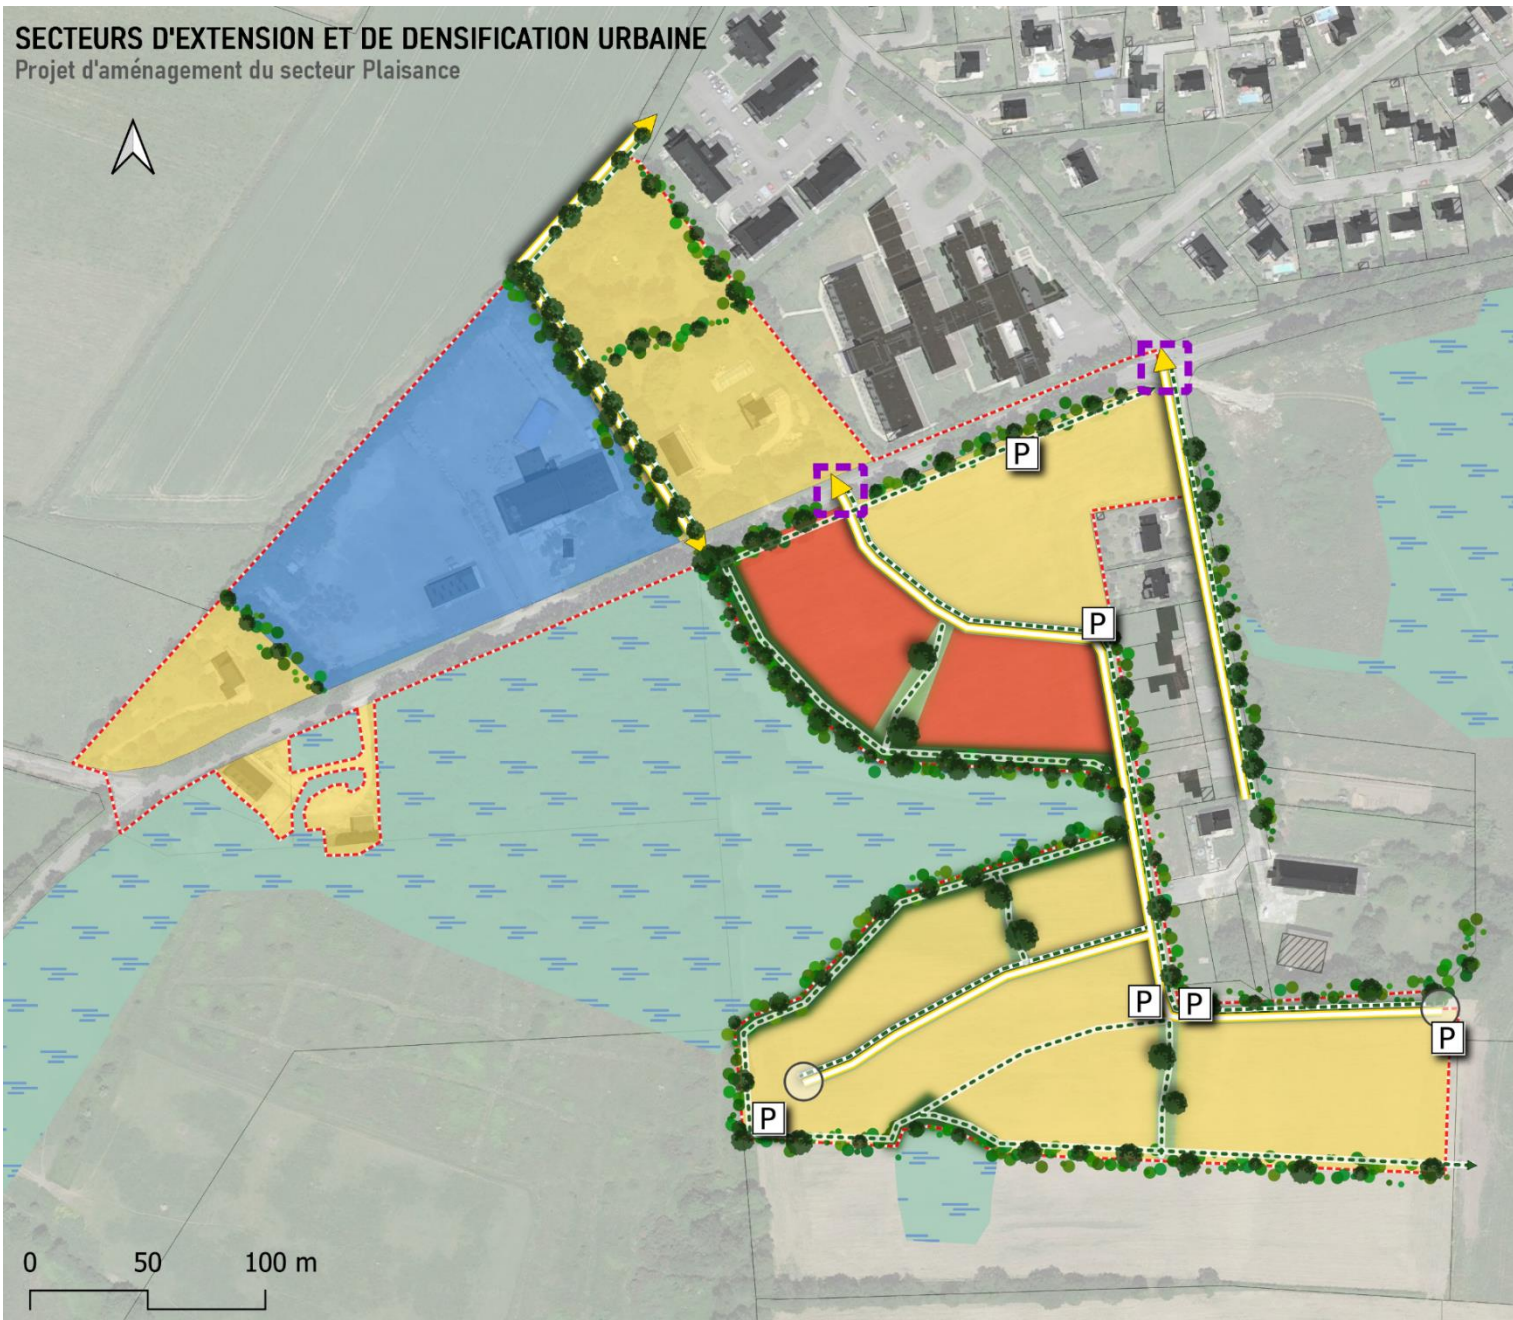 SECTEURS D'EXTENSION ET DE DENSIFICATION URBAINE
Projet d'aménagement du secteur Plaisance
P
P
P P
P
P
0 50 100 m